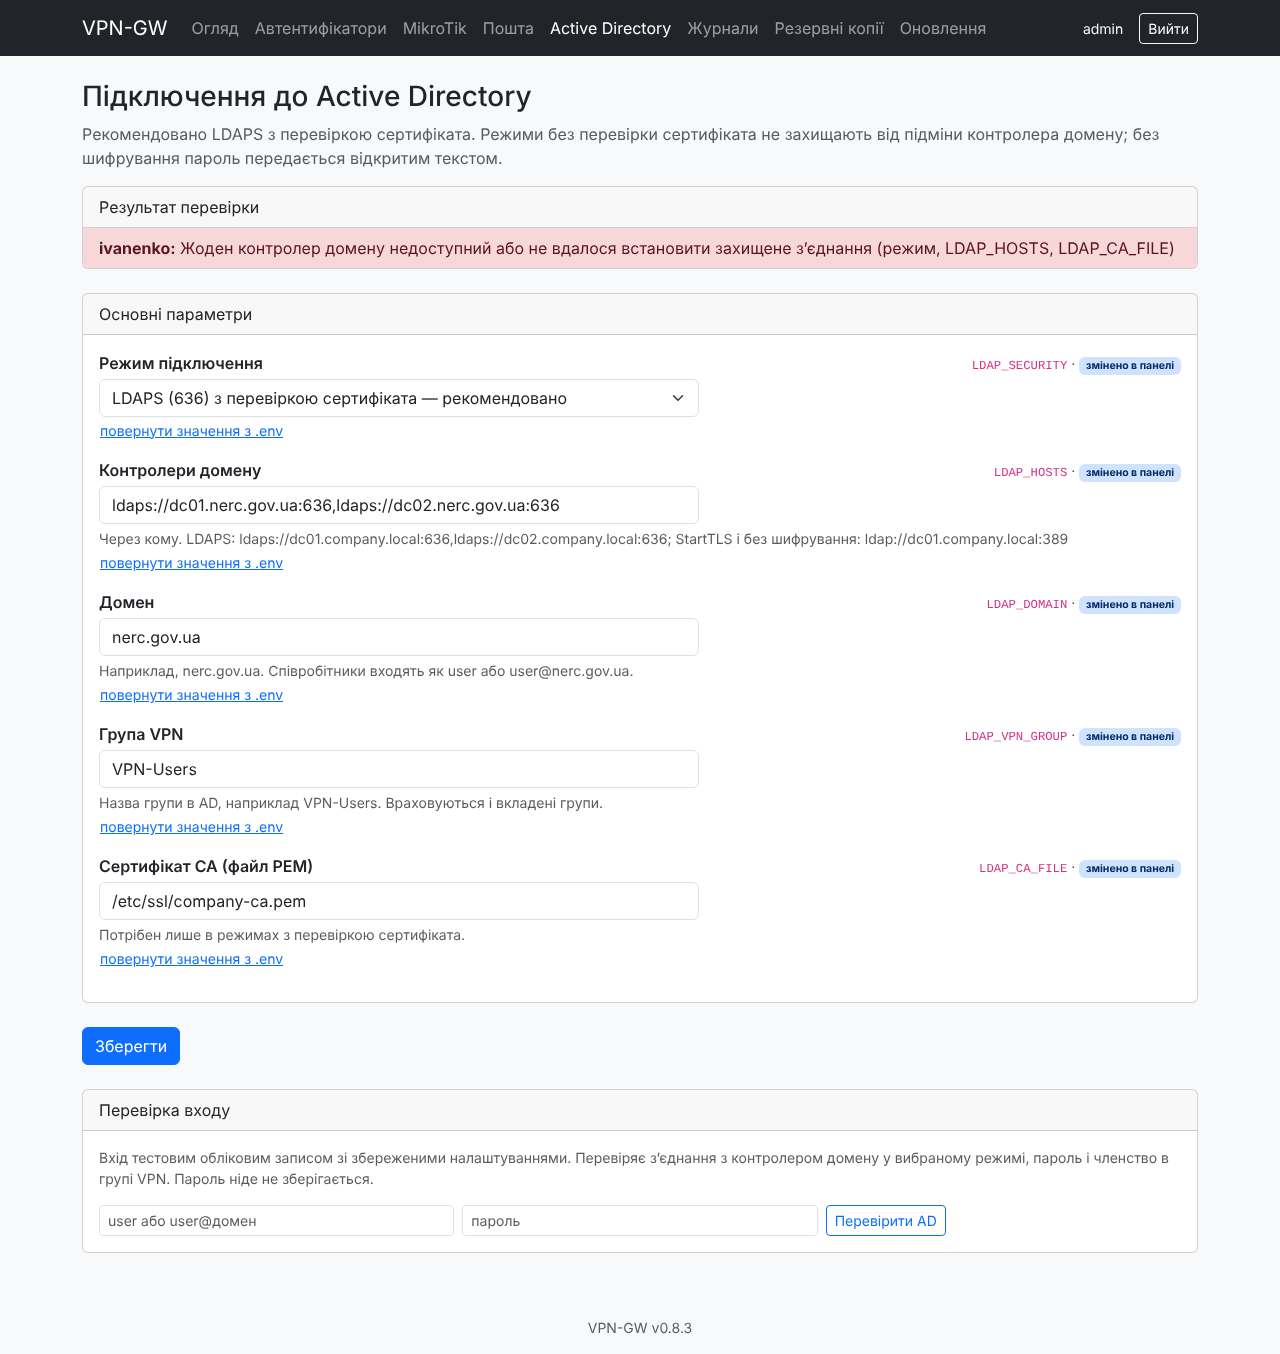 VPN-GW Огляд Автентифікатори MikroTik Пошта Active Directory Журнали Резервні копії Оновлення admin Вийти
Підключення до Active Directory
Рекомендовано LDAPS з перевіркою сертифіката. Режими без перевірки сертифіката не захищають від підміни контролера домену; без
шифрування пароль передається відкритим текстом.
Результат перевірки
ivanenko: Жоден контролер домену недоступний або не вдалося встановити захищене з’єднання (режим, LDAP_HOSTS, LDAP_CA_FILE)
Основні параметри
Режим підключення LDAP_SECURITY · змінено в панелі
LDAPS (636) з перевіркою сертифіката — рекомендовано
повернути значення з .env
Контролери домену LDAP_HOSTS · змінено в панелі
ldaps://dc01.nerc.gov.ua:636,ldaps://dc02.nerc.gov.ua:636
Через кому. LDAPS: ldaps://dc01.company.local:636,ldaps://dc02.company.local:636; StartTLS і без шифрування: ldap://dc01.company.local:389
повернути значення з .env
Домен LDAP_DOMAIN · змінено в панелі
nerc.gov.ua
Наприклад, nerc.gov.ua. Співробітники входять як user або user@nerc.gov.ua.
повернути значення з .env
Група VPN LDAP_VPN_GROUP · змінено в панелі
VPN-Users
Назва групи в AD, наприклад VPN-Users. Враховуються і вкладені групи.
повернути значення з .env
Сертифікат CA (файл PEM) LDAP_CA_FILE · змінено в панелі
/etc/ssl/company-ca.pem
Потрібен лише в режимах з перевіркою сертифіката.
повернути значення з .env
Зберегти
Перевірка входу
Вхід тестовим обліковим записом зі збереженими налаштуваннями. Перевіряє з’єднання з контролером домену у вибраному режимі, пароль і членство в
групі VPN. Пароль ніде не зберігається.
user або user@домен пароль Перевірити AD
VPN-GW v0.8.3